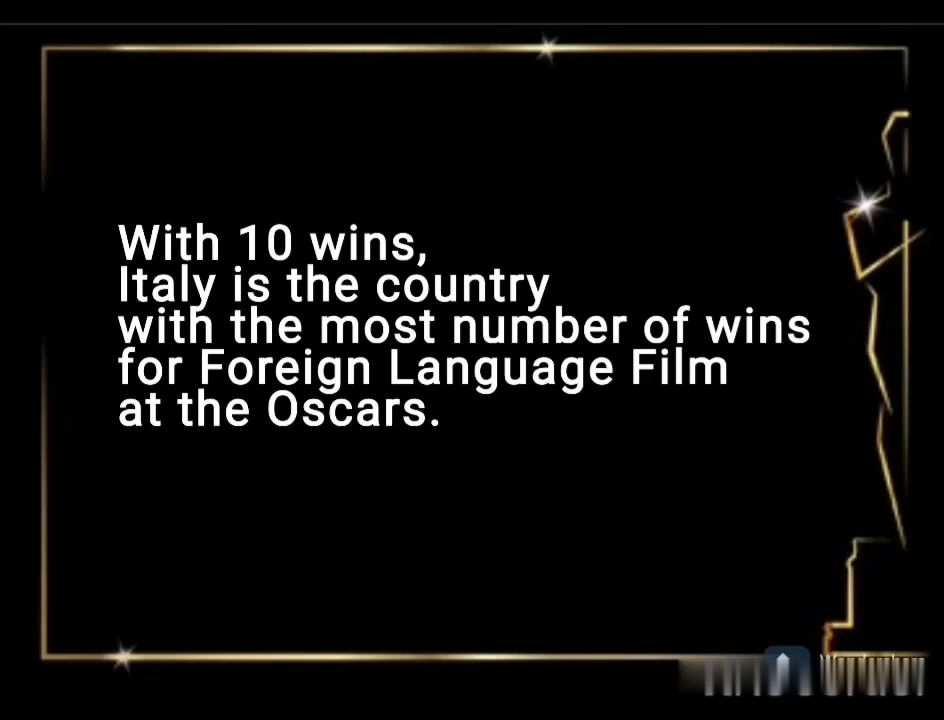 With 10 wins,
Italy is the country
with the most number of wins
for Foreign Language Film
at the Oscars.